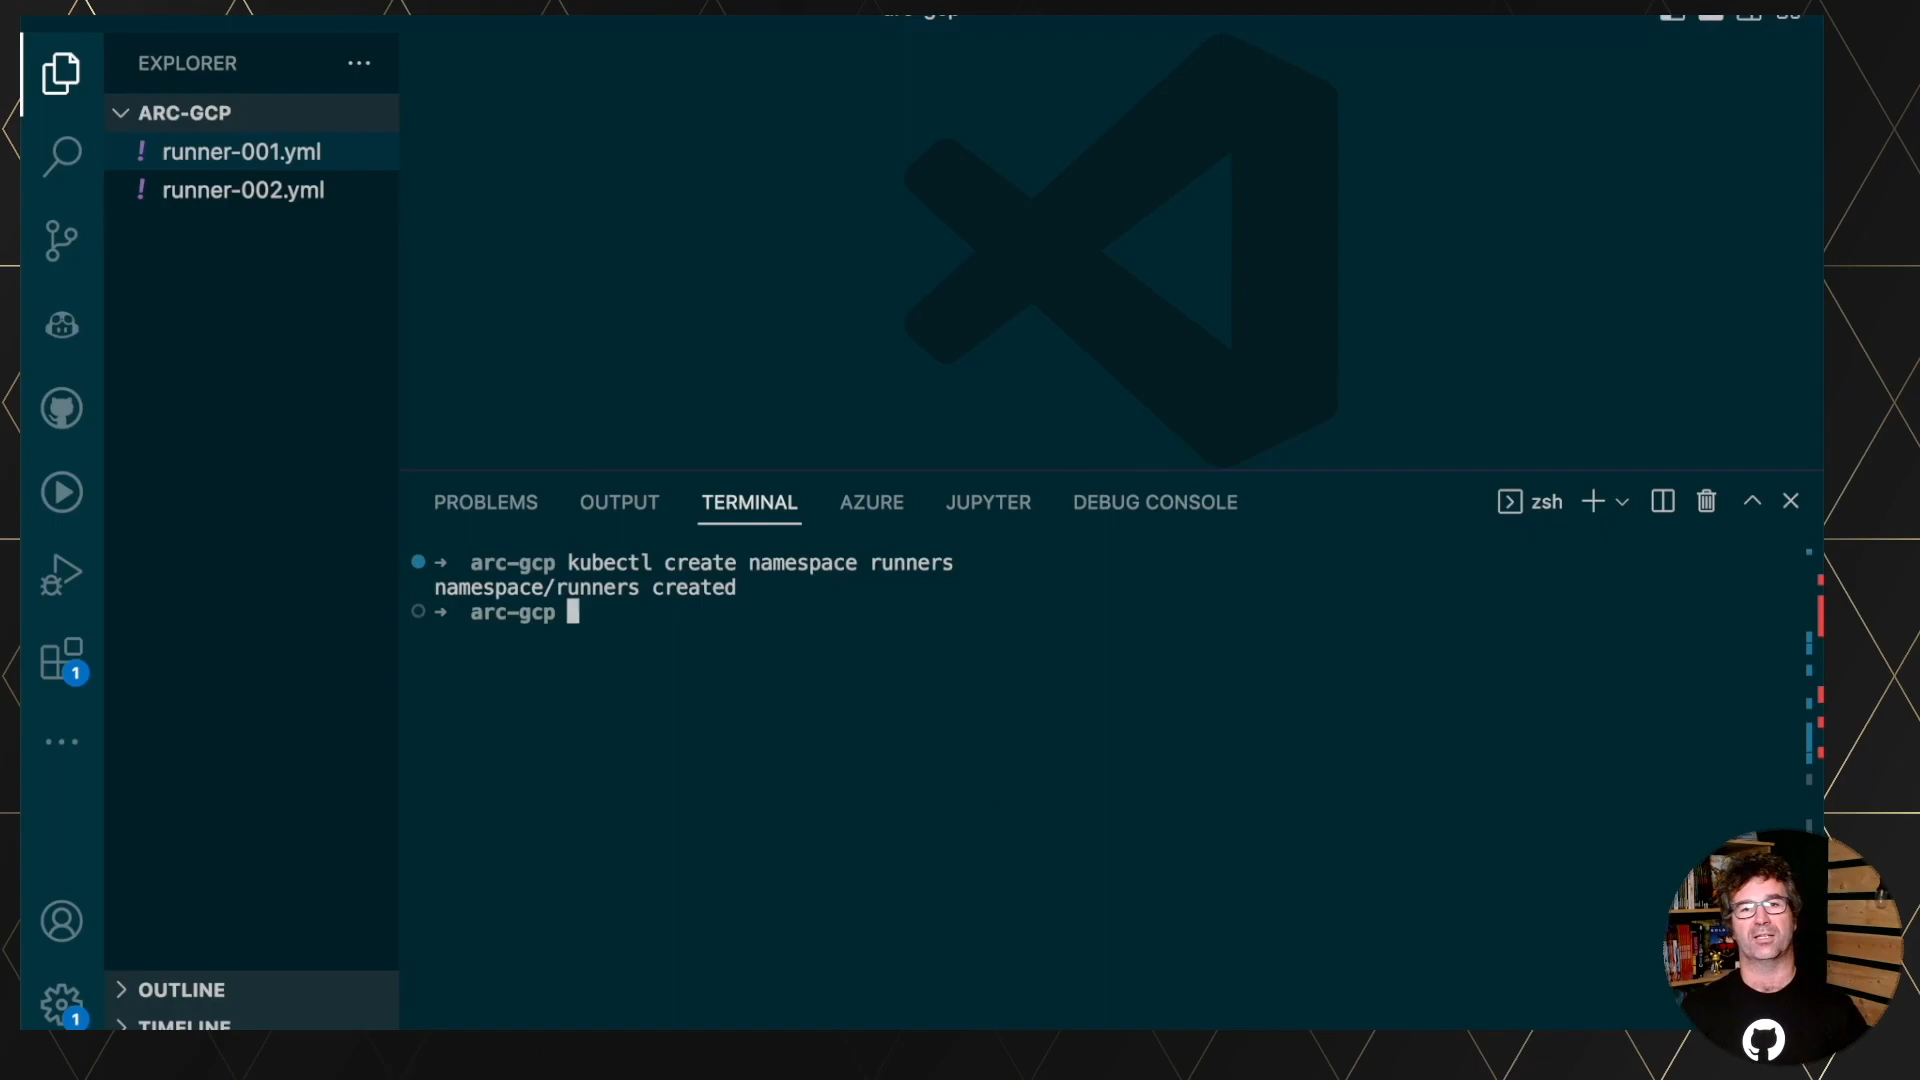 EXPLORER
ARC-GCP
! runner-001.yml
! runner-002.yml
PROBLEMS OUTPUT TERMINAL AZURE JUPYTER DEBUG CONSOLE zsh
→ arc-gcp kubectl create namespace runners
namespace/runners created
→ arc-gcp
1
OUTLINE
1
TIMELINE